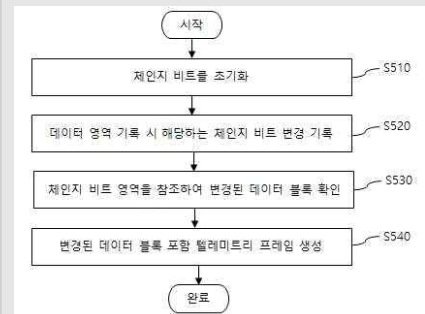 시작
체인지 비트를 초기화
S510
데이터 영역 기록 시 해당하는 체인지 비트 변경 기록
S520
체인지 비트 영역을 참조하여 변경된 데이터 블록 확인
S530
변경된 데이터 블록 포함 텔레미트리 프레임 생성
S540
완료